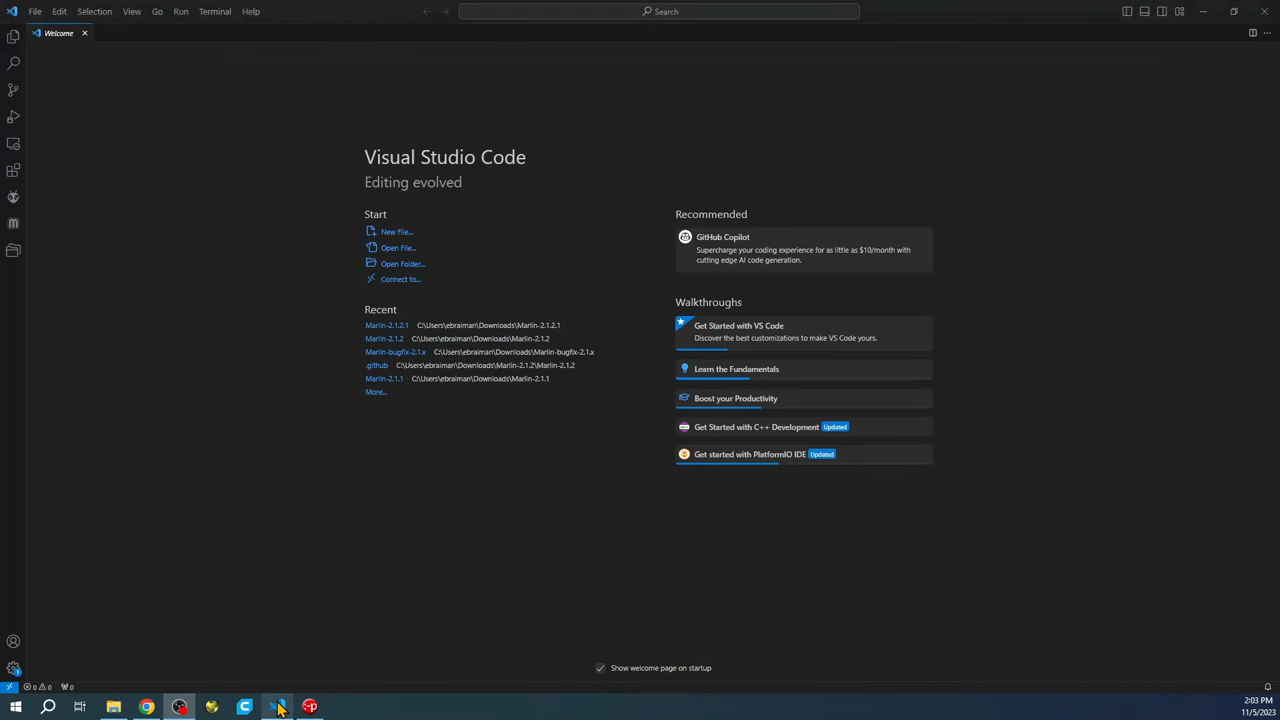 File Edit Selection View Go Run Terminal Help
Search
Welcome
Visual Studio Code
Editing evolved
Start
New File...
Open File...
Open Folder...
Connect to...
Recent
Marlin-2.1.2.1 C:\Users\ebraiman\Downloads\Marlin-2.1.2.1
Marlin-2.1.2 C:\Users\ebraiman\Downloads\Marlin-2.1.2
Marlin-bugfix-2.1.x C:\Users\ebraiman\Downloads\Marlin-bugfix-2.1.x
.github C:\Users\ebraiman\Downloads\Marlin-2.1.2\Marlin-2.1.2
Marlin-2.1.1 C:\Users\ebraiman\Downloads\Marlin-2.1.1
More...
Recommended
GitHub Copilot
Supercharge your coding experience for as little as $10/month with
cutting edge AI code generation.
Walkthroughs
Get Started with VS Code
Discover the best customizations to make VS Code yours.
Learn the Fundamentals
Boost your Productivity
Get Started with C++ Development Updated
Get started with PlatformIO IDE Updated
Show welcome page on startup
0 0 0
2:03 PM
11/5/2023